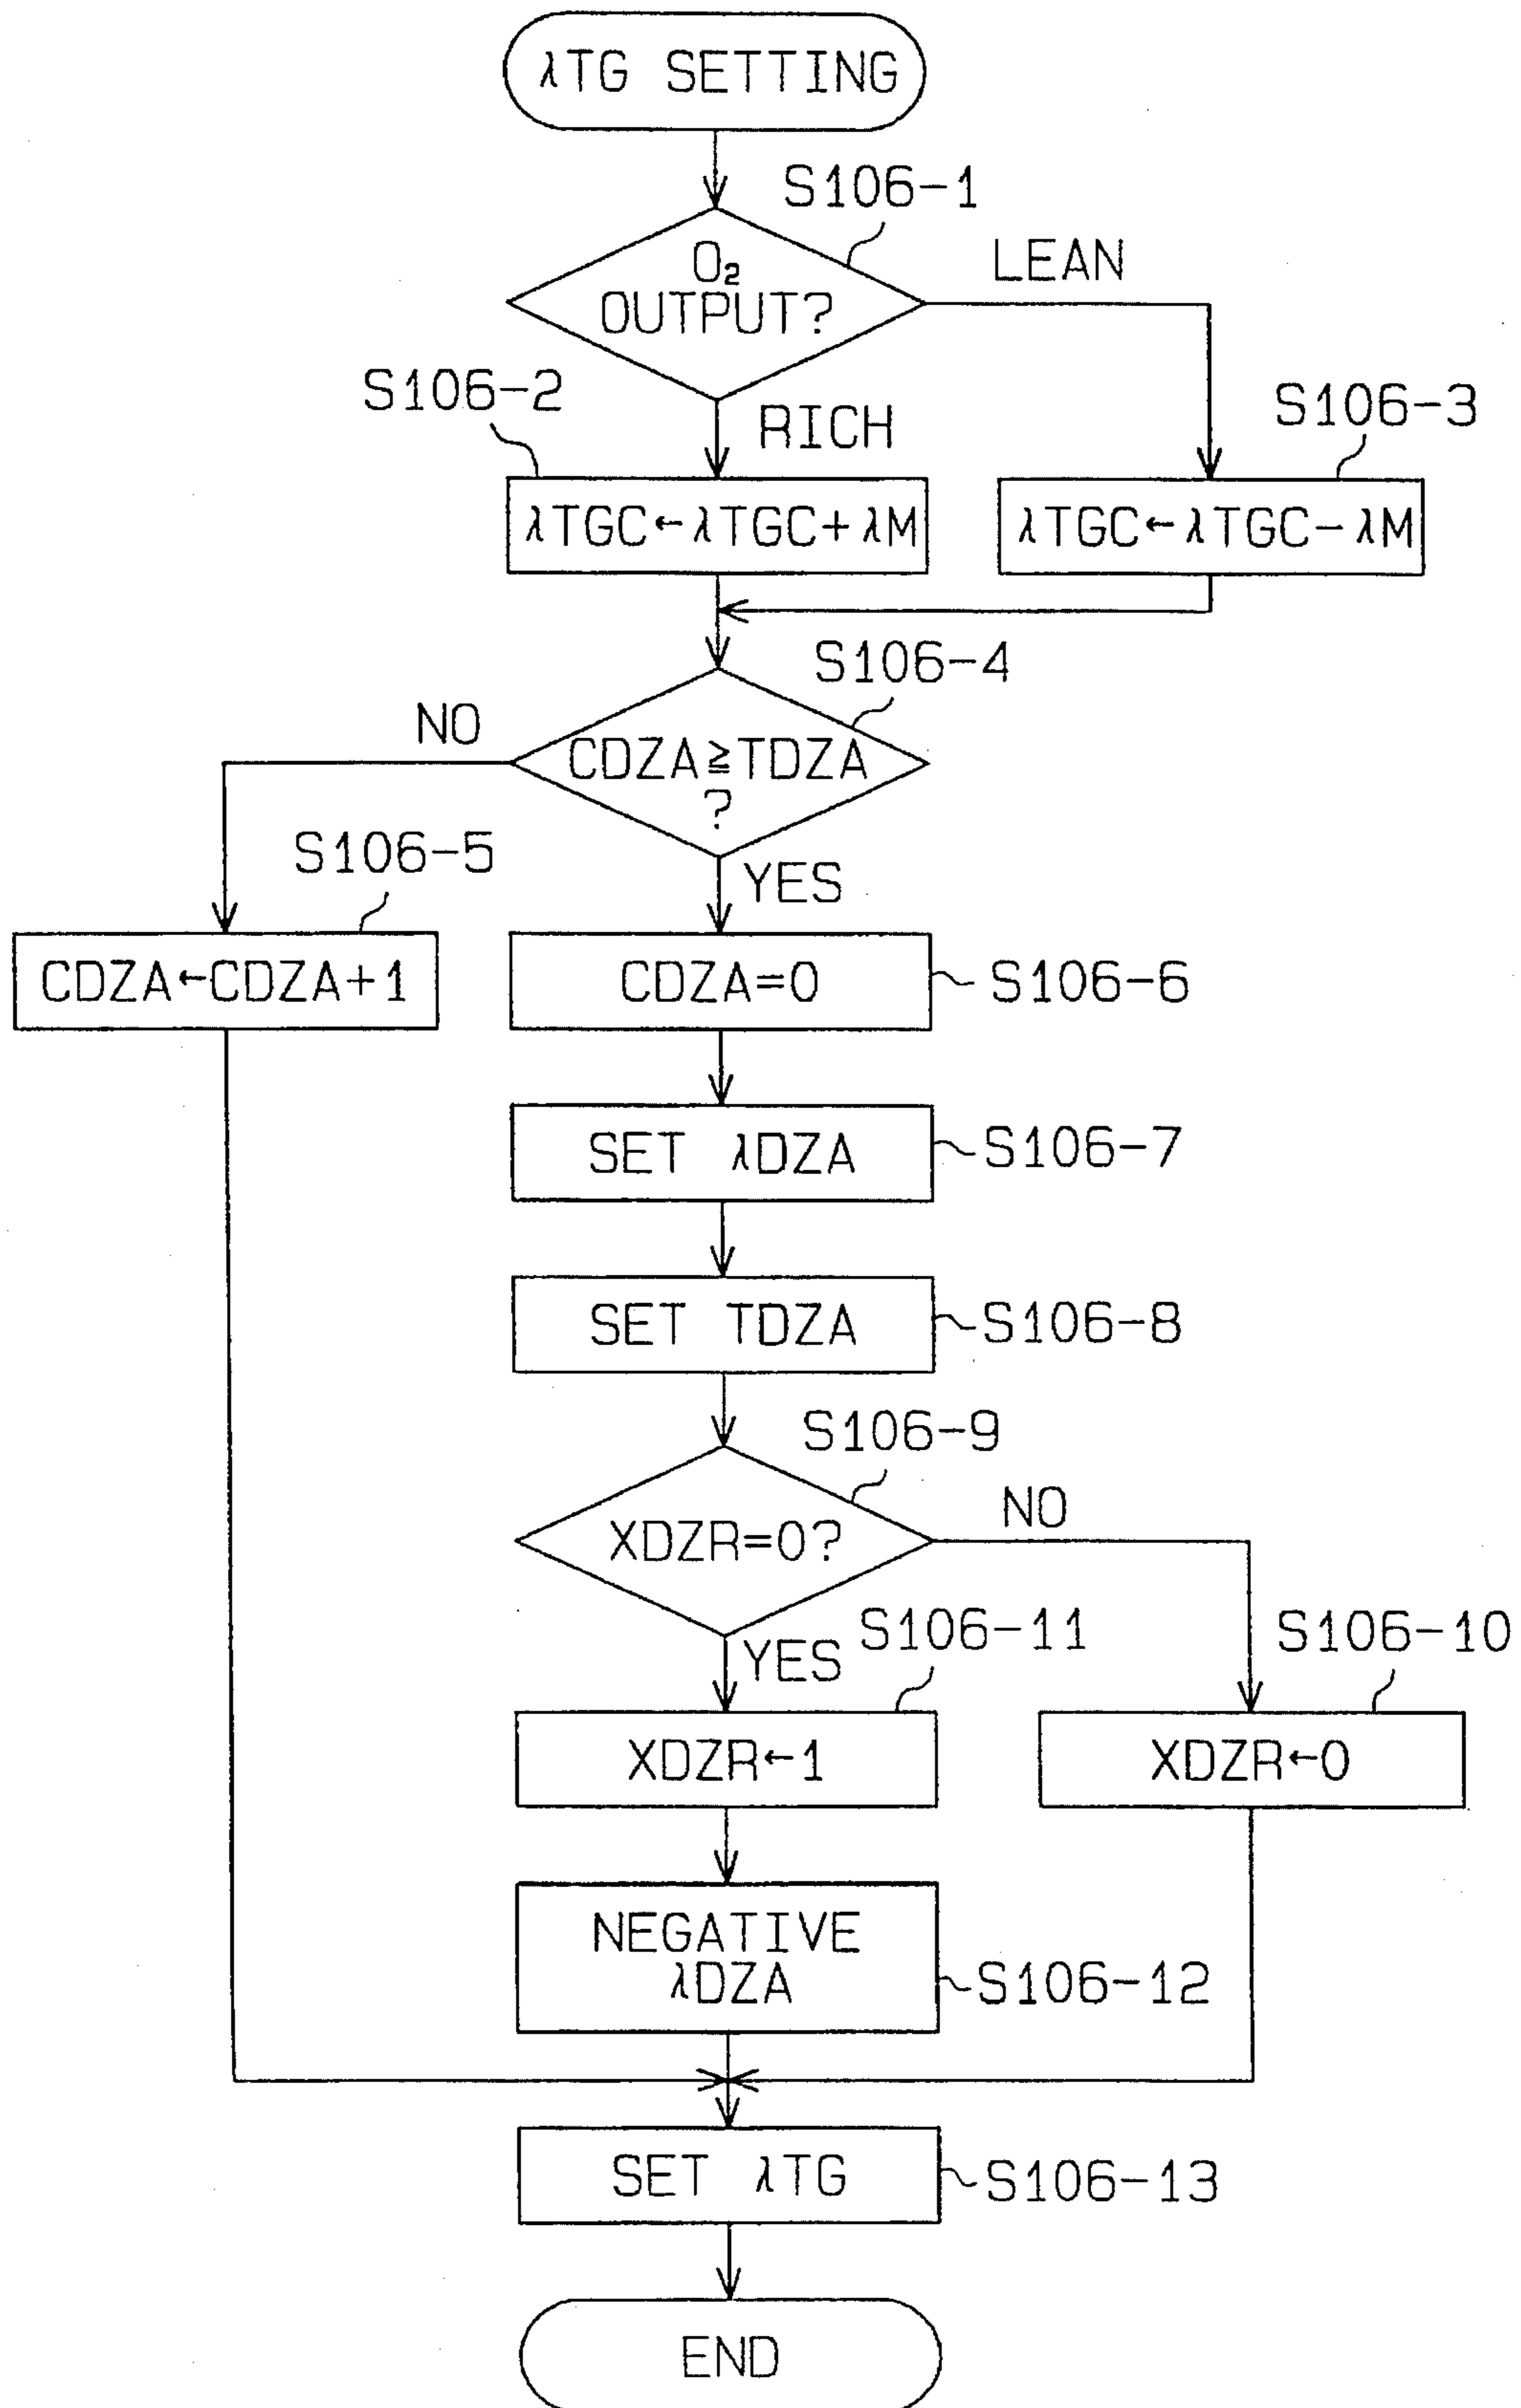 λTG SETTING
S106-1
O₂
OUTPUT?
LEAN
S106-2
RICH
S106-3
λTGC←λTGC+λM
λTGC←λTGC-λM
S106-4
NO
CDZA≧TDZA
?
S106-5
YES
CDZA←CDZA+1
CDZA=0
S106-6
SET λDZA
S106-7
SET TDZA
S106-8
S106-9
NO
XDZR=0?
S106-11
S106-10
YES
XDZR←1
XDZR←0
NEGATIVE
λDZA
S106-12
SET λTG
S106-13
END